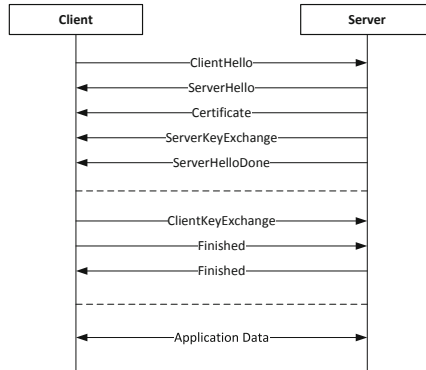 Client
Server
ClientHello
ServerHello
Certificate
ServerKeyExchange
ServerHelloDone
ClientKeyExchange
Finished
Finished
Application Data